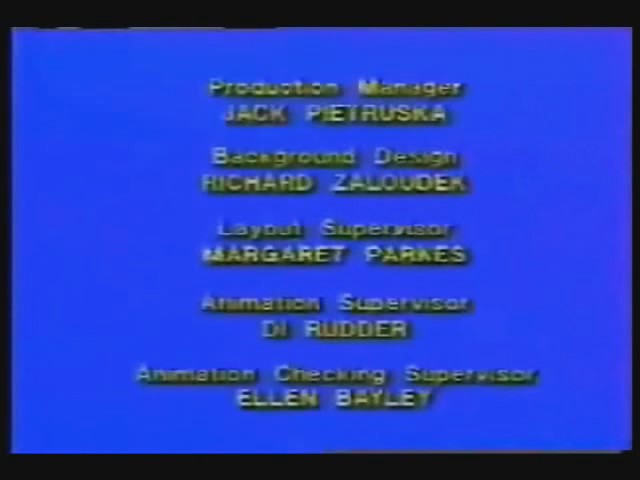 Production Manager
JACK PIETRUSKA
Background Design
RICHARD ZALOUDEK
Layout Supervisor
MARGARET PARKES
Animation Supervisor
DI RUDDER
Animation Checking Supervisor
ELLEN BAYLEY